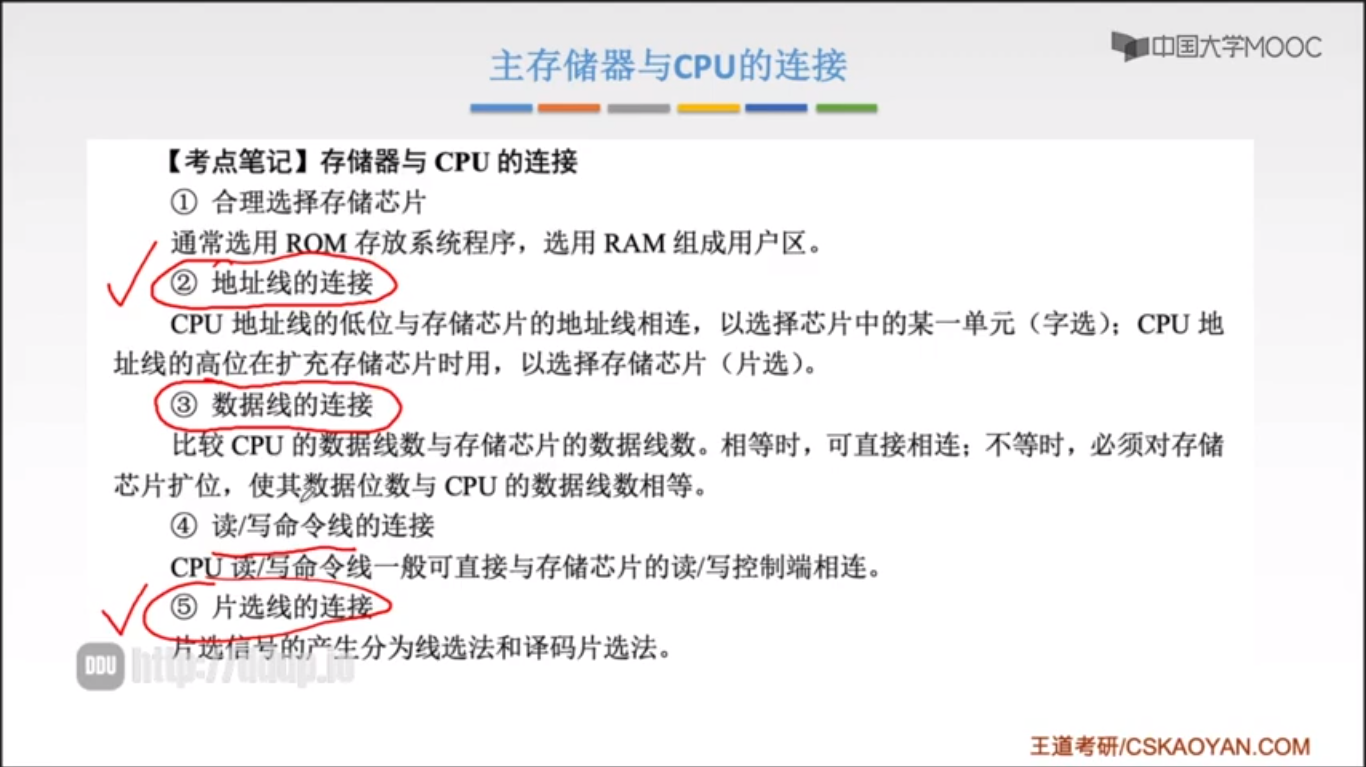 中国大学MOOC
主存储器与CPU的连接
【考点笔记】存储器与 CPU 的连接
① 合理选择存储芯片
通常选用 ROM 存放系统程序，选用 RAM 组成用户区。
② 地址线的连接
CPU 地址线的低位与存储芯片的地址线相连，以选择芯片中的某一单元（字选）；CPU 地
址线的高位在扩充存储芯片时用，以选择存储芯片（片选）。
③ 数据线的连接
比较 CPU 的数据线数与存储芯片的数据线数。相等时，可直接相连；不等时，必须对存储
芯片扩位，使其数据位数与 CPU 的数据线数相等。
④ 读/写命令线的连接
CPU 读/写命令线一般可直接与存储芯片的读/写控制端相连。
⑤ 片选线的连接
片选信号的产生分为线选法和译码片选法。
DDU http://ddup.io
王道考研/CSKAOYAN.COM